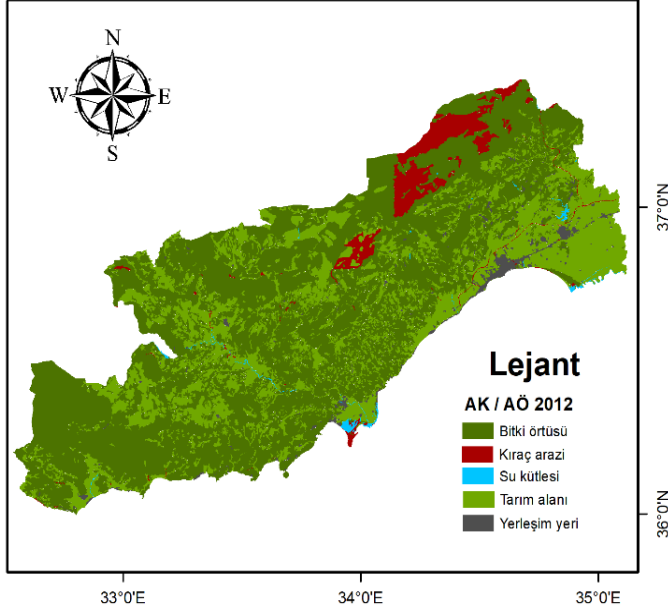 N
W E
S
37°0'N
Lejant
AK / AÖ 2012
Bitki örtüsü
Kıraç arazi
Su kütlesi
Tarım alanı
Yerleşim yeri
36°0'N
33°0'E 34°0'E 35°0'E